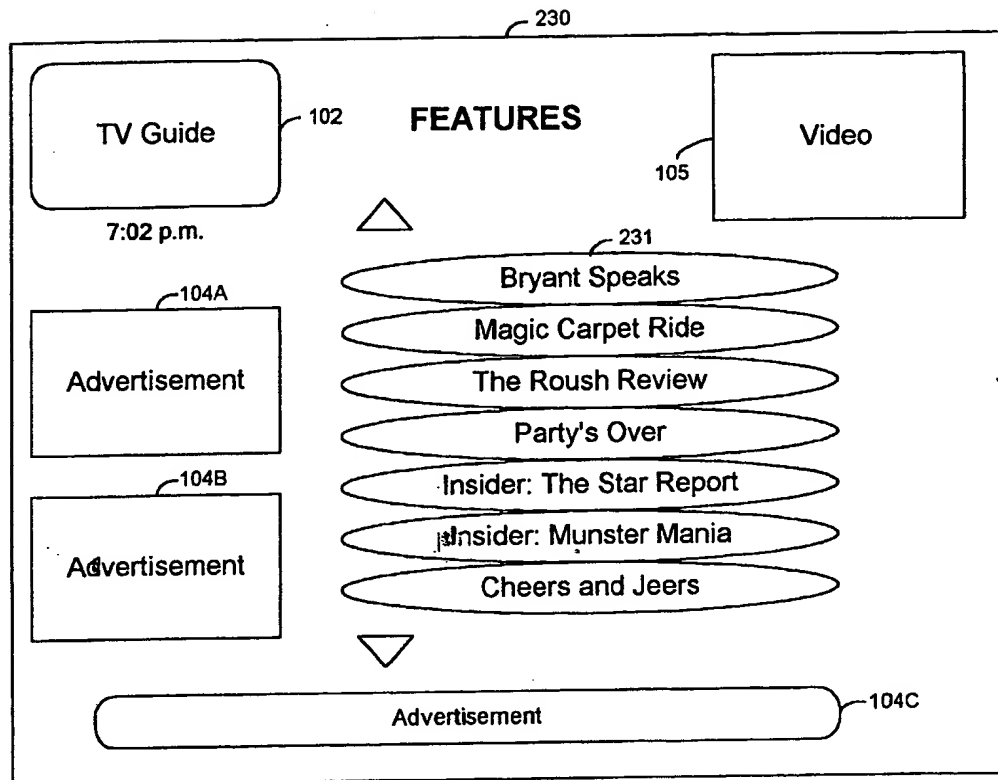 230
TV Guide
102
FEATURES
Video
105
7:02 p.m.
231
Bryant Speaks
104A
Magic Carpet Ride
Advertisement
The Roush Review
Party's Over
104B
Insider: The Star Report
Advertisement
Insider: Munster Mania
Cheers and Jeers
Advertisement
104C